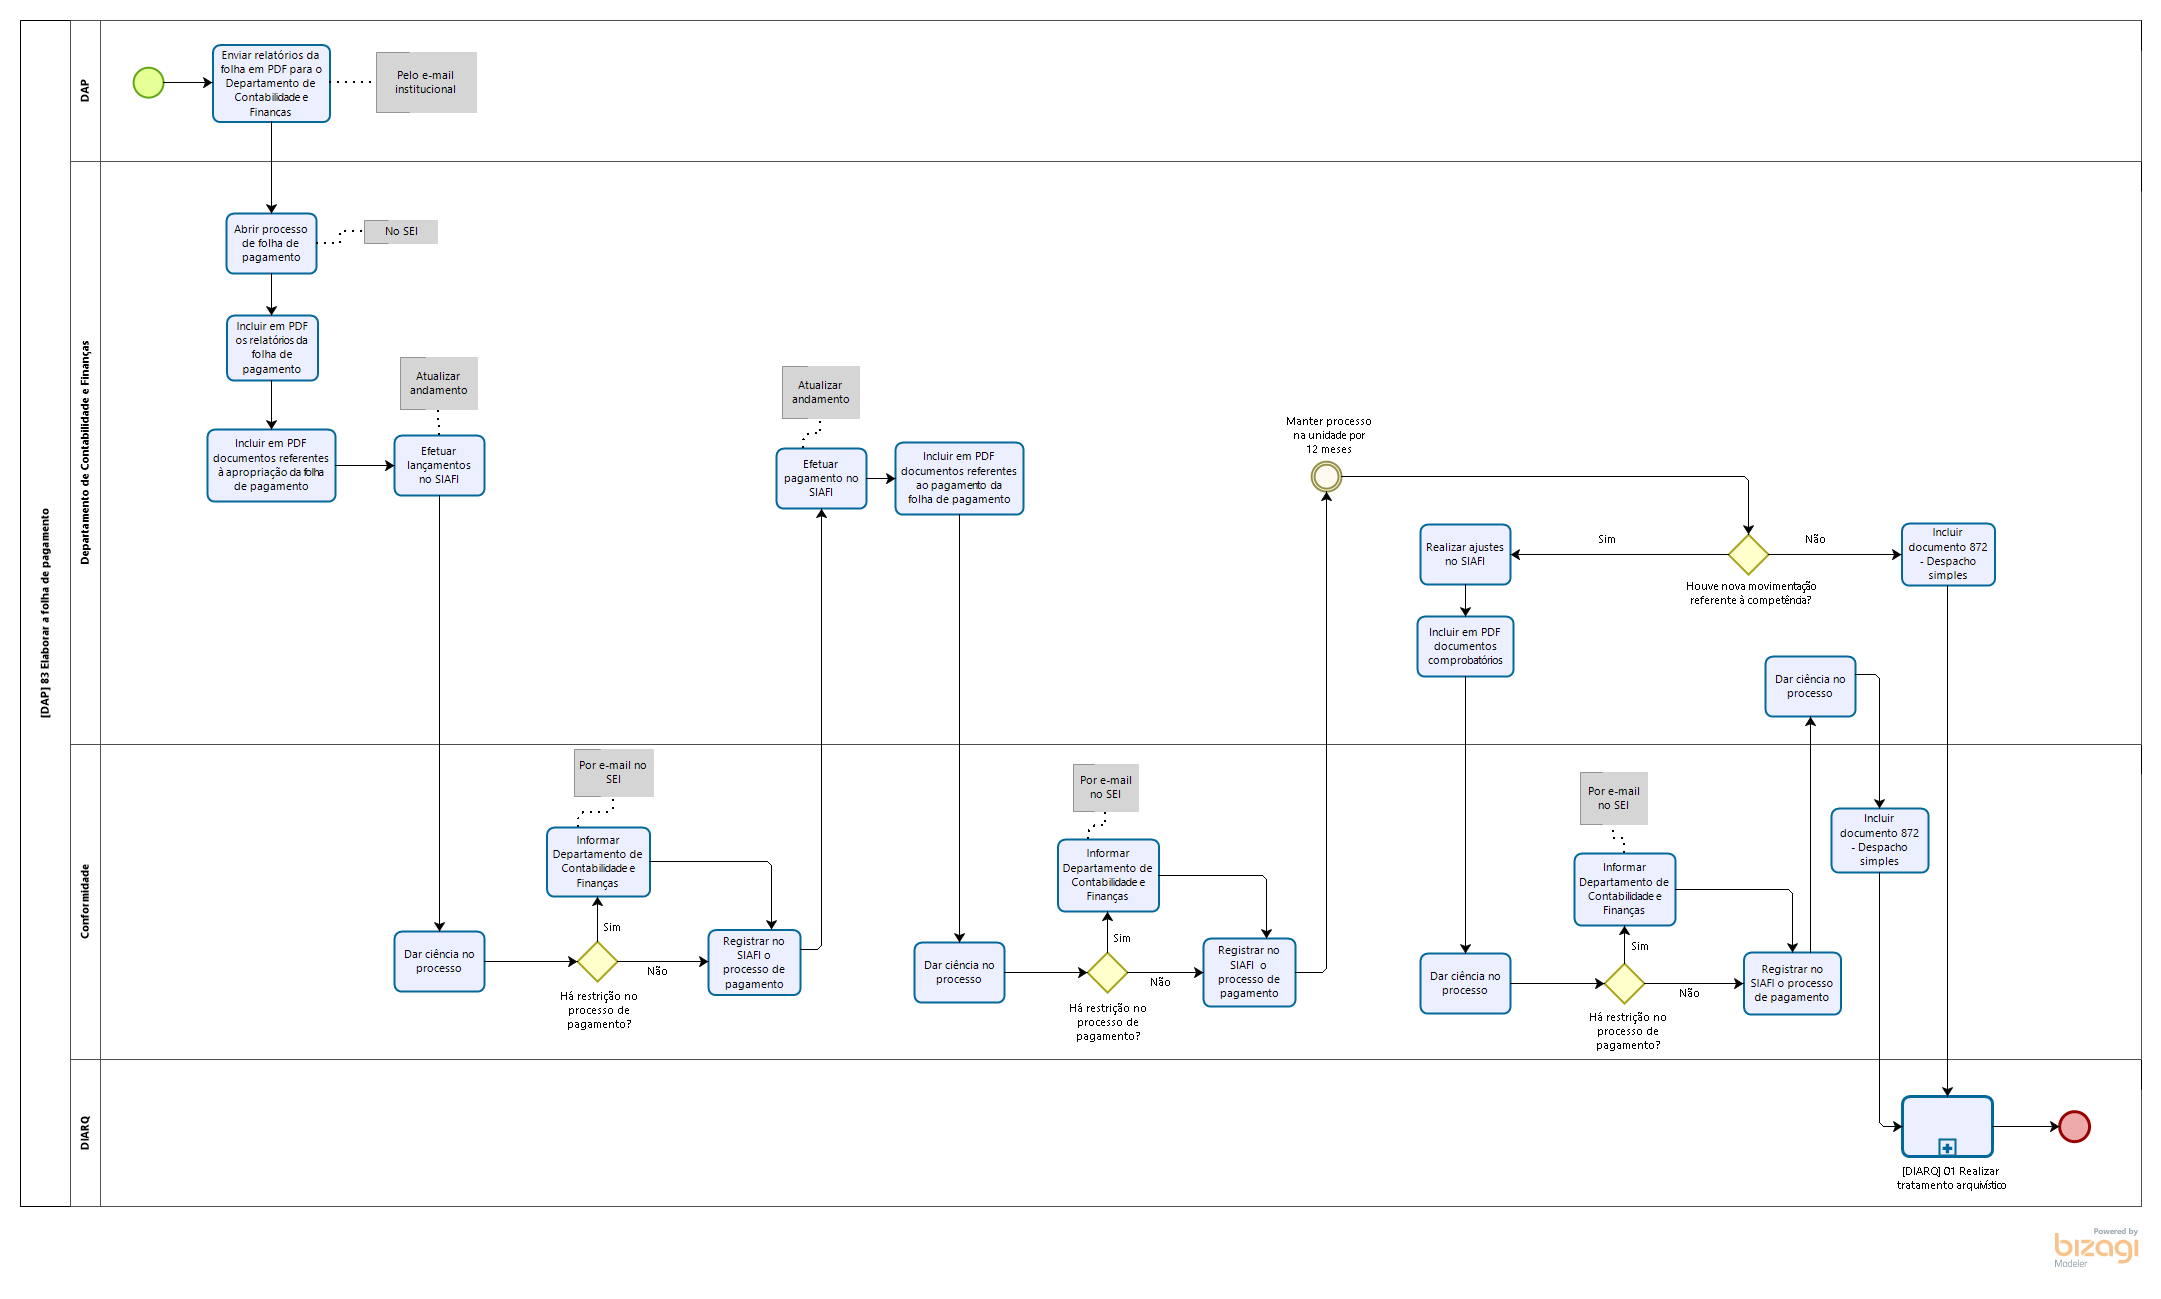 [DAP] 83 Elaborar a folha de pagamento
DAP
Enviar relatórios da
folha em PDF para o
Departamento de
Contabilidade e
Finanças
Pelo e-mail
institucional
Departamento de Contabilidade e Finanças
Abrir processo
de folha de
pagamento
No SEI
Incluir em PDF
os relatórios da
folha de
pagamento
Incluir em PDF
documentos referentes
à apropriação da folha
de pagamento
Atualizar
andamento
Efetuar
lançamentos
no SIAFI
Atualizar
andamento
Efetuar
pagamento no
SIAFI
Incluir em PDF
documentos referentes
ao pagamento da
folha de pagamento
Manter processo
na unidade por
12 meses
Realizar ajustes
no SIAFI
Sim
Houve nova movimentação
referente à competência?
Não
Incluir
documento 872
- Despacho
simples
Incluir em PDF
documentos
comprobatórios
Dar ciência no
processo
Conformidade
Dar ciência no
processo
Por e-mail no
SEI
Informar
Departamento de
Contabilidade e
Finanças
Sim
Há restrição no
processo de
pagamento?
Não
Registrar no
SIAFI o
processo de
pagamento
Dar ciência no
processo
Por e-mail
no SEI
Informar
Departamento de
Contabilidade e
Finanças
Sim
Há restrição no
processo de
pagamento?
Não
Registrar no
SIAFI o
processo de
pagamento
Dar ciência no
processo
Por e-mail
no SEI
Informar
Departamento de
Contabilidade e
Finanças
Sim
Há restrição no
processo de
pagamento?
Não
Registrar no
SIAFI o processo
de pagamento
Incluir
documento 872
- Despacho
simples
DIARQ
[DIARQ] 01 Realizar
tratamento arquivístico
Powered by
bizagi
Modeler